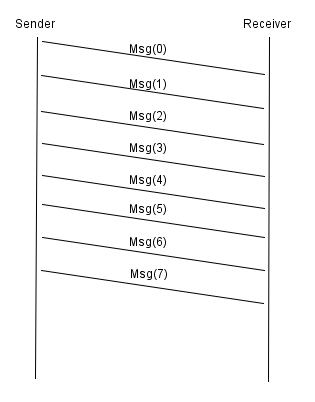 Sender Receiver
Msg(0)
Msg(1)
Msg(2)
Msg(3)
Msg(4)
Msg(5)
Msg(6)
Msg(7)